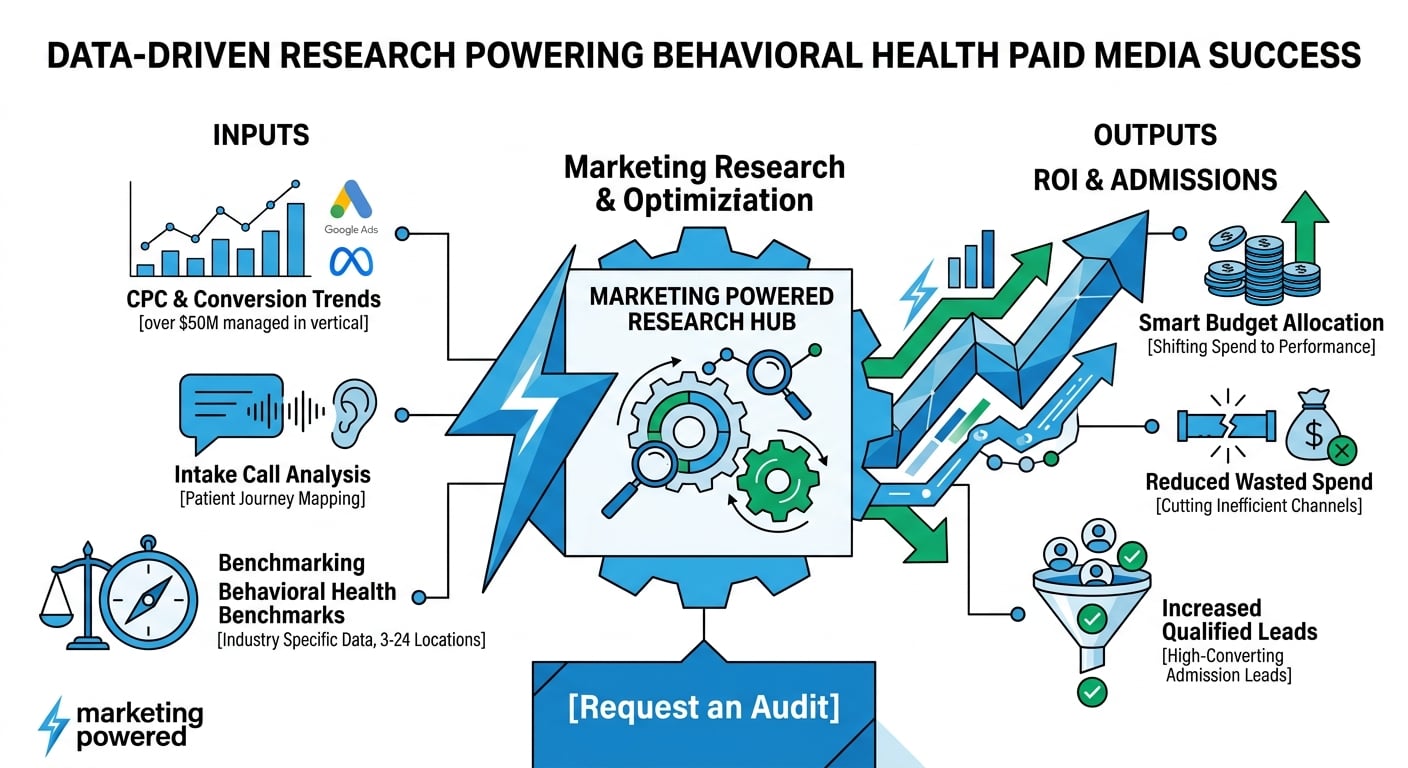 DATA-DRIVEN RESEARCH POWERING BEHAVIORAL HEALTH PAID MEDIA SUCCESS
INPUTS
Google Ads
CPC & Conversion Trends
[over $50M managed in vertical]
Intake Call Analysis
[Patient Journey Mapping]
Benchmarking
Behavioral Health
Benchmarks
[Industry Specific Data, 3-24 Locations]
marketing
powered
Marketing Research
& Optimiziation
MARKETING POWERED
RESEARCH HUB
[Request an Audit]
OUTPUTS
ROI & ADMISSIONS
$
$
$
$
Smart Budget Allocation
[Shifting Spend to Performance]
$
Reduced Wasted Spend
[Cutting Inefficient Channels]
Increased
Qualified Leads
[High-Converting
Admission Leads]